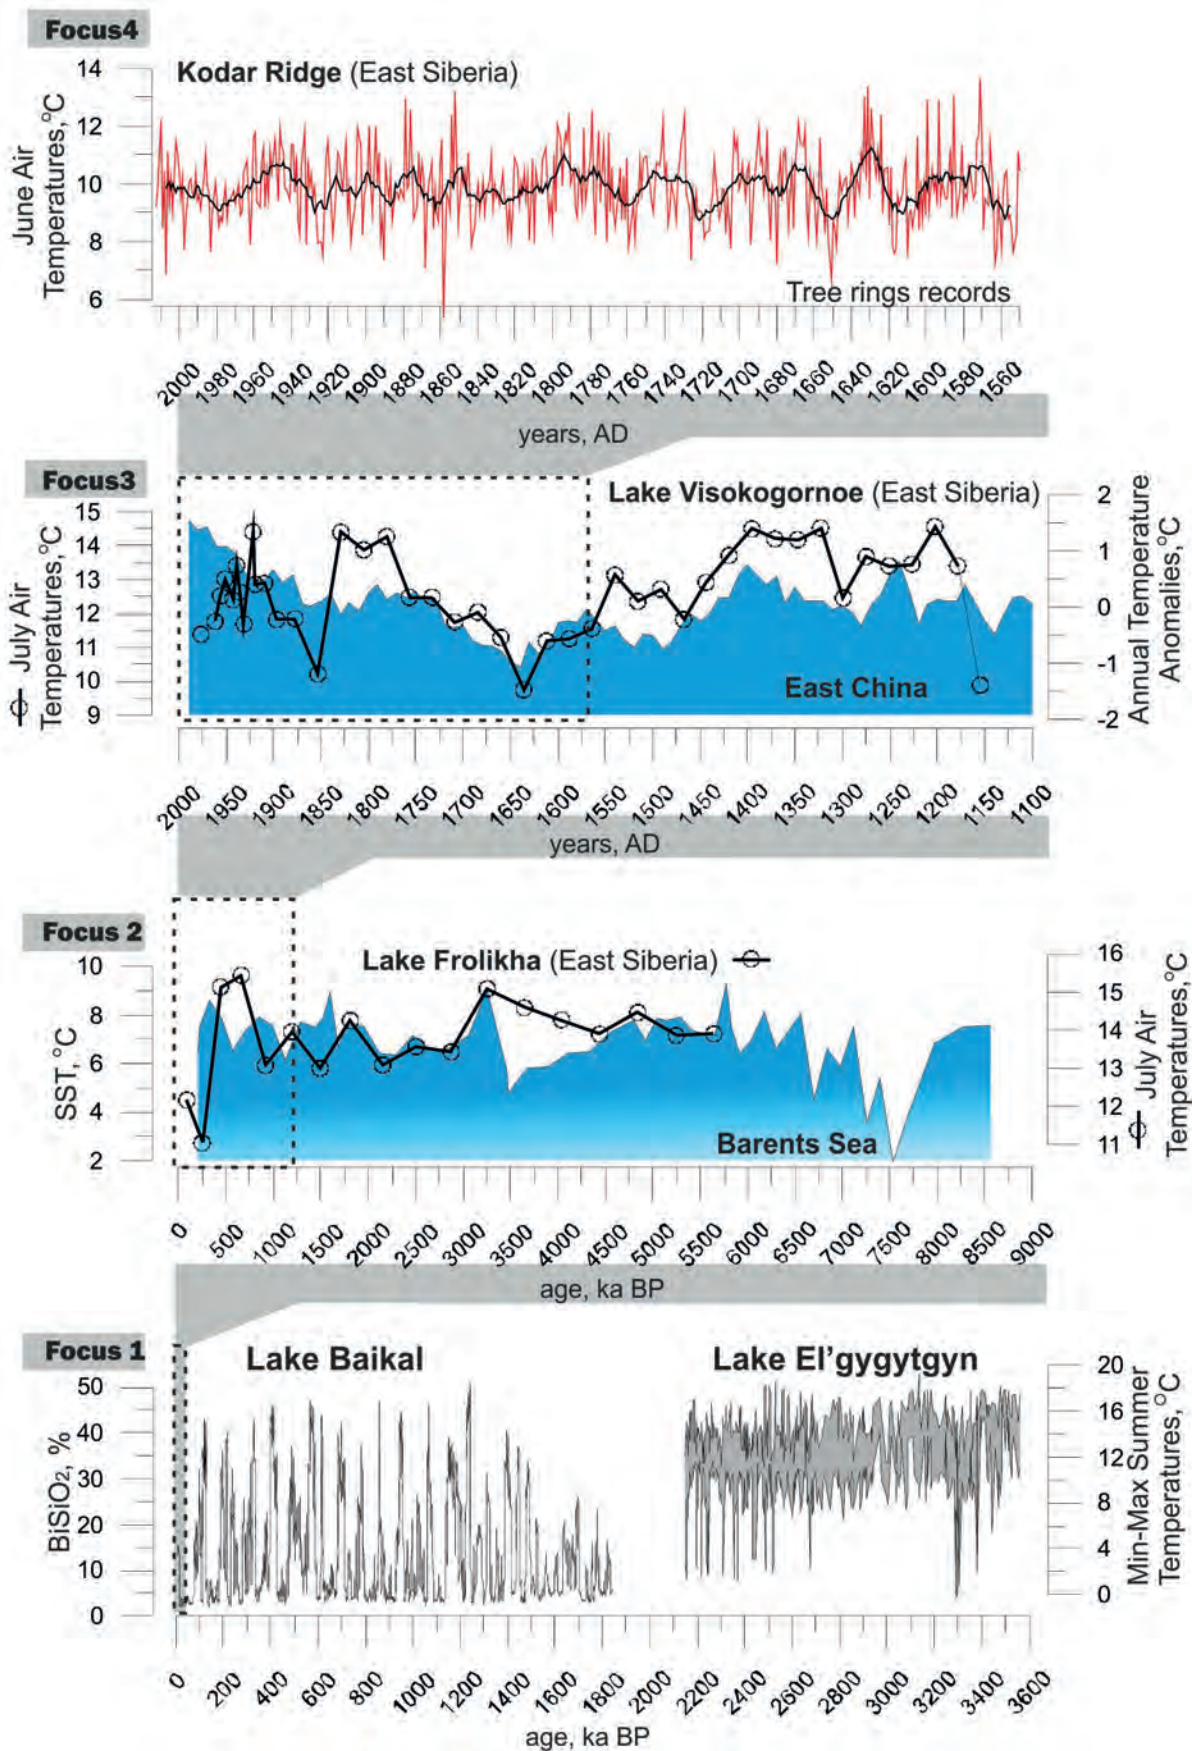 Focus4
Kodar Ridge (East Siberia)
June Air
Temperatures,°C
14
12
10
8
6
Tree rings records
2000 1980 1960 1940 1920 1900 1880 1860 1840 1820 1800 1780 1760 1740 1720 1700 1680 1660 1640 1620 1600 1580 1560
years, AD
Focus3
Lake Visokogornoe (East Siberia)
July Air
Temperatures,°C
15
14
13
12
11
10
9
2
1
0
-1
-2
Annual Temperature
Anomalies,°C
East China
2000 1950 1900 1850 1800 1750 1700 1650 1600 1550 1500 1450 1400 1350 1300 1250 1200 1150 1100
years, AD
Focus 2
Lake Frolikha (East Siberia)
SST, °C
10
8
6
4
2
16
15
14
13
12
11
July Air
Temperatures,°C
Barents Sea
0 500 1000 1500 2000 2500 3000 3500 4000 4500 5000 5500 6000 6500 7000 7500 8000 8500 9000
age, ka BP
Focus 1
Lake Baikal
Lake El'gygytgyn
BiSiO2, %
50
40
30
20
10
0
20
16
12
8
4
0
Min-Max Summer
Temperatures,°C
0 200 400 600 800 1000 1200 1400 1600 1800 2000 2200 2400 2600 2800 3000 3200 3400 3600
age, ka BP